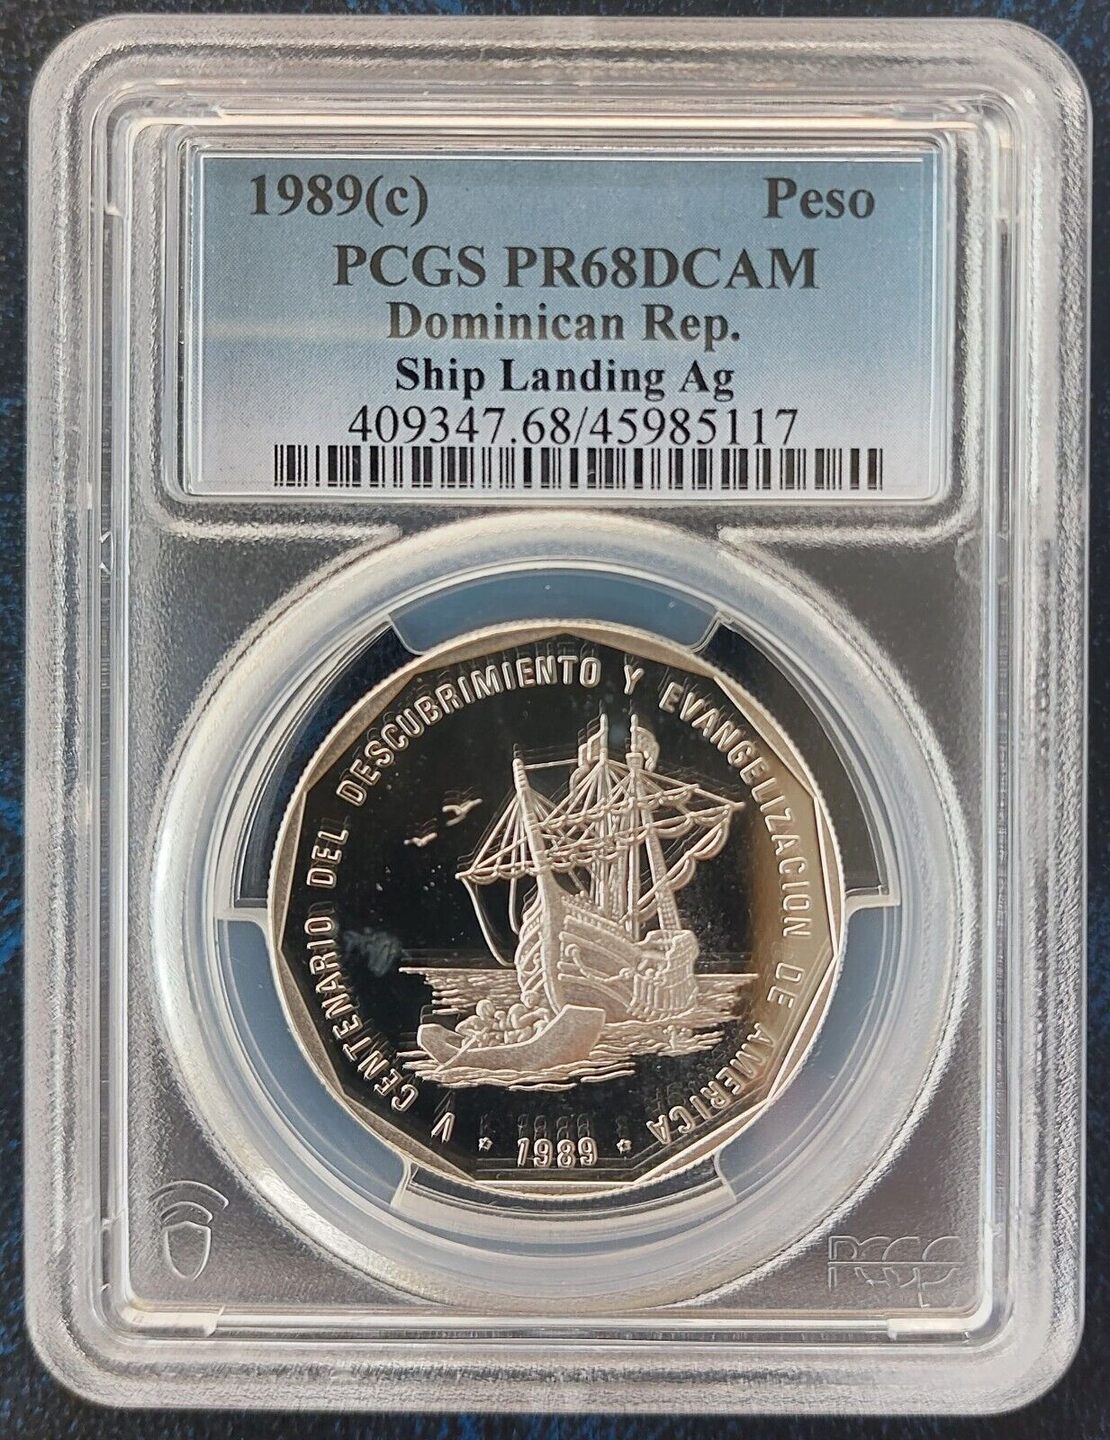 1989(c) Peso
PCGS PR68DCAM
Dominican Rep.
Ship Landing Ag
409347.68/45985117
V CENTENARIO DEL DESCUBRIMIENTO Y EVANGELIZACION DE AMERICA
* 1989 *
PCGS